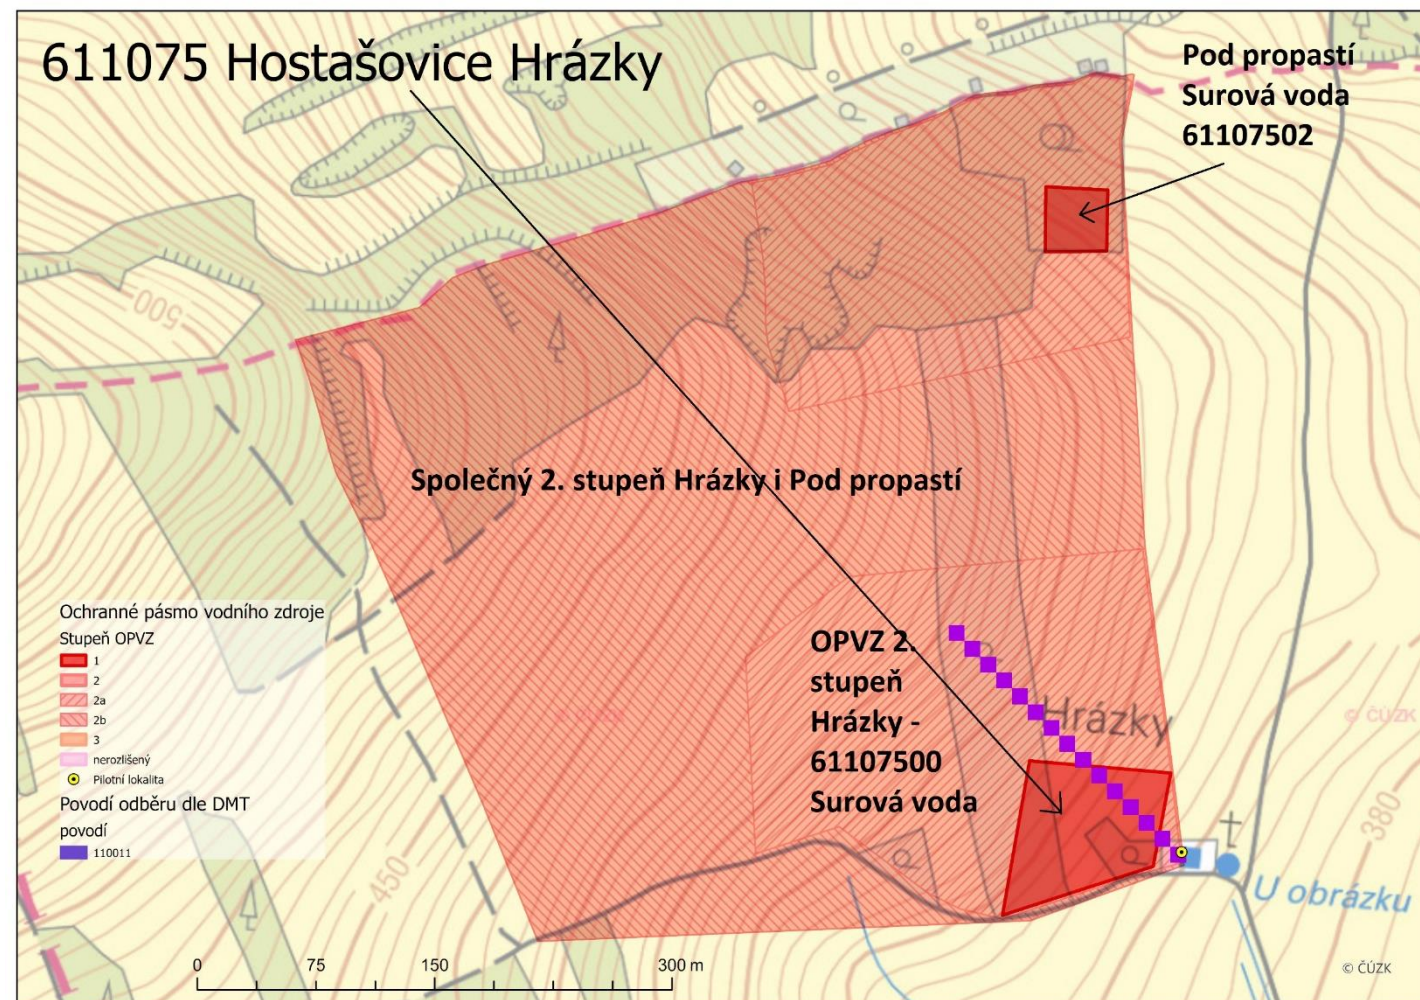 611075 Hostašovice Hrázky
Pod propastí
Surová voda
61107502
500
Společný 2. stupeň Hrázky i Pod propastí
OPVZ 2.
stupeň
Hrázky -
61107500
Surová voda
Hrázky
© ČÚZK
Ochranné pásmo vodního zdroje
Stupeň OPVZ
1
2
2a
2b
3
nerozlišený
Pilotní lokalita
Povodí odběru dle DMT
povodí
110011
450
380
U obrázku
0 75 150 300 m
© ČÚZK